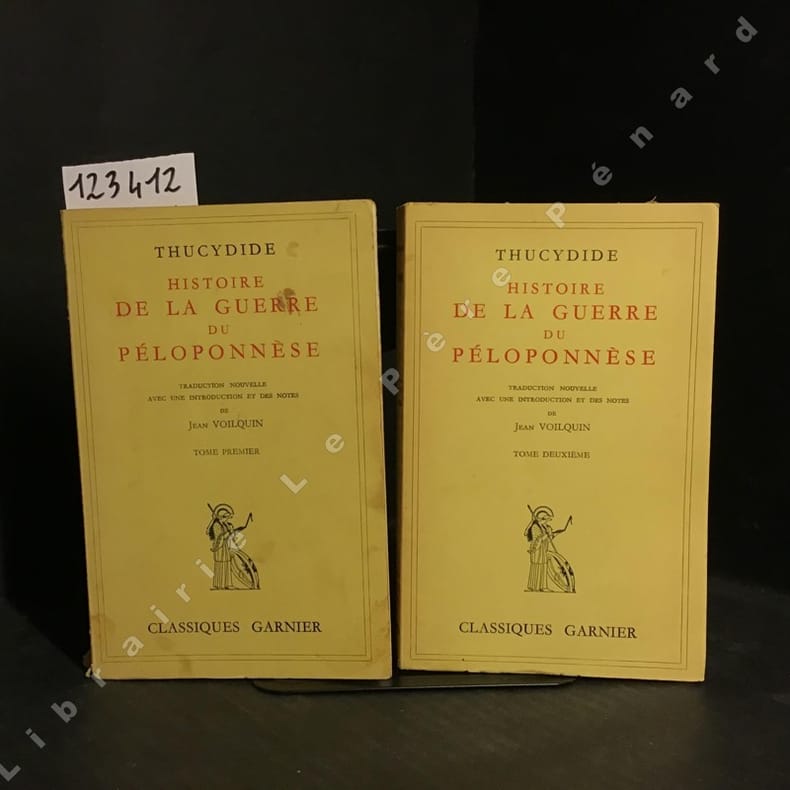 123412
THUCYDIDE
HISTOIRE
DE LA GUERRE
DU
PÉLOPONNÈSE
TRADUCTION NOUVELLE
AVEC UNE INTRODUCTION ET DES NOTES
DE
JEAN VOILQUIN
TOME PREMIER
CLASSIQUES GARNIER
THUCYDIDE
HISTOIRE
DE LA GUERRE
DU
PÉLOPONNÈSE
TRADUCTION NOUVELLE
AVEC UNE INTRODUCTION ET DES NOTES
DE
JEAN VOILQUIN
TOME DEUXIÈME
CLASSIQUES GARNIER
Librairie Le Père Pénard